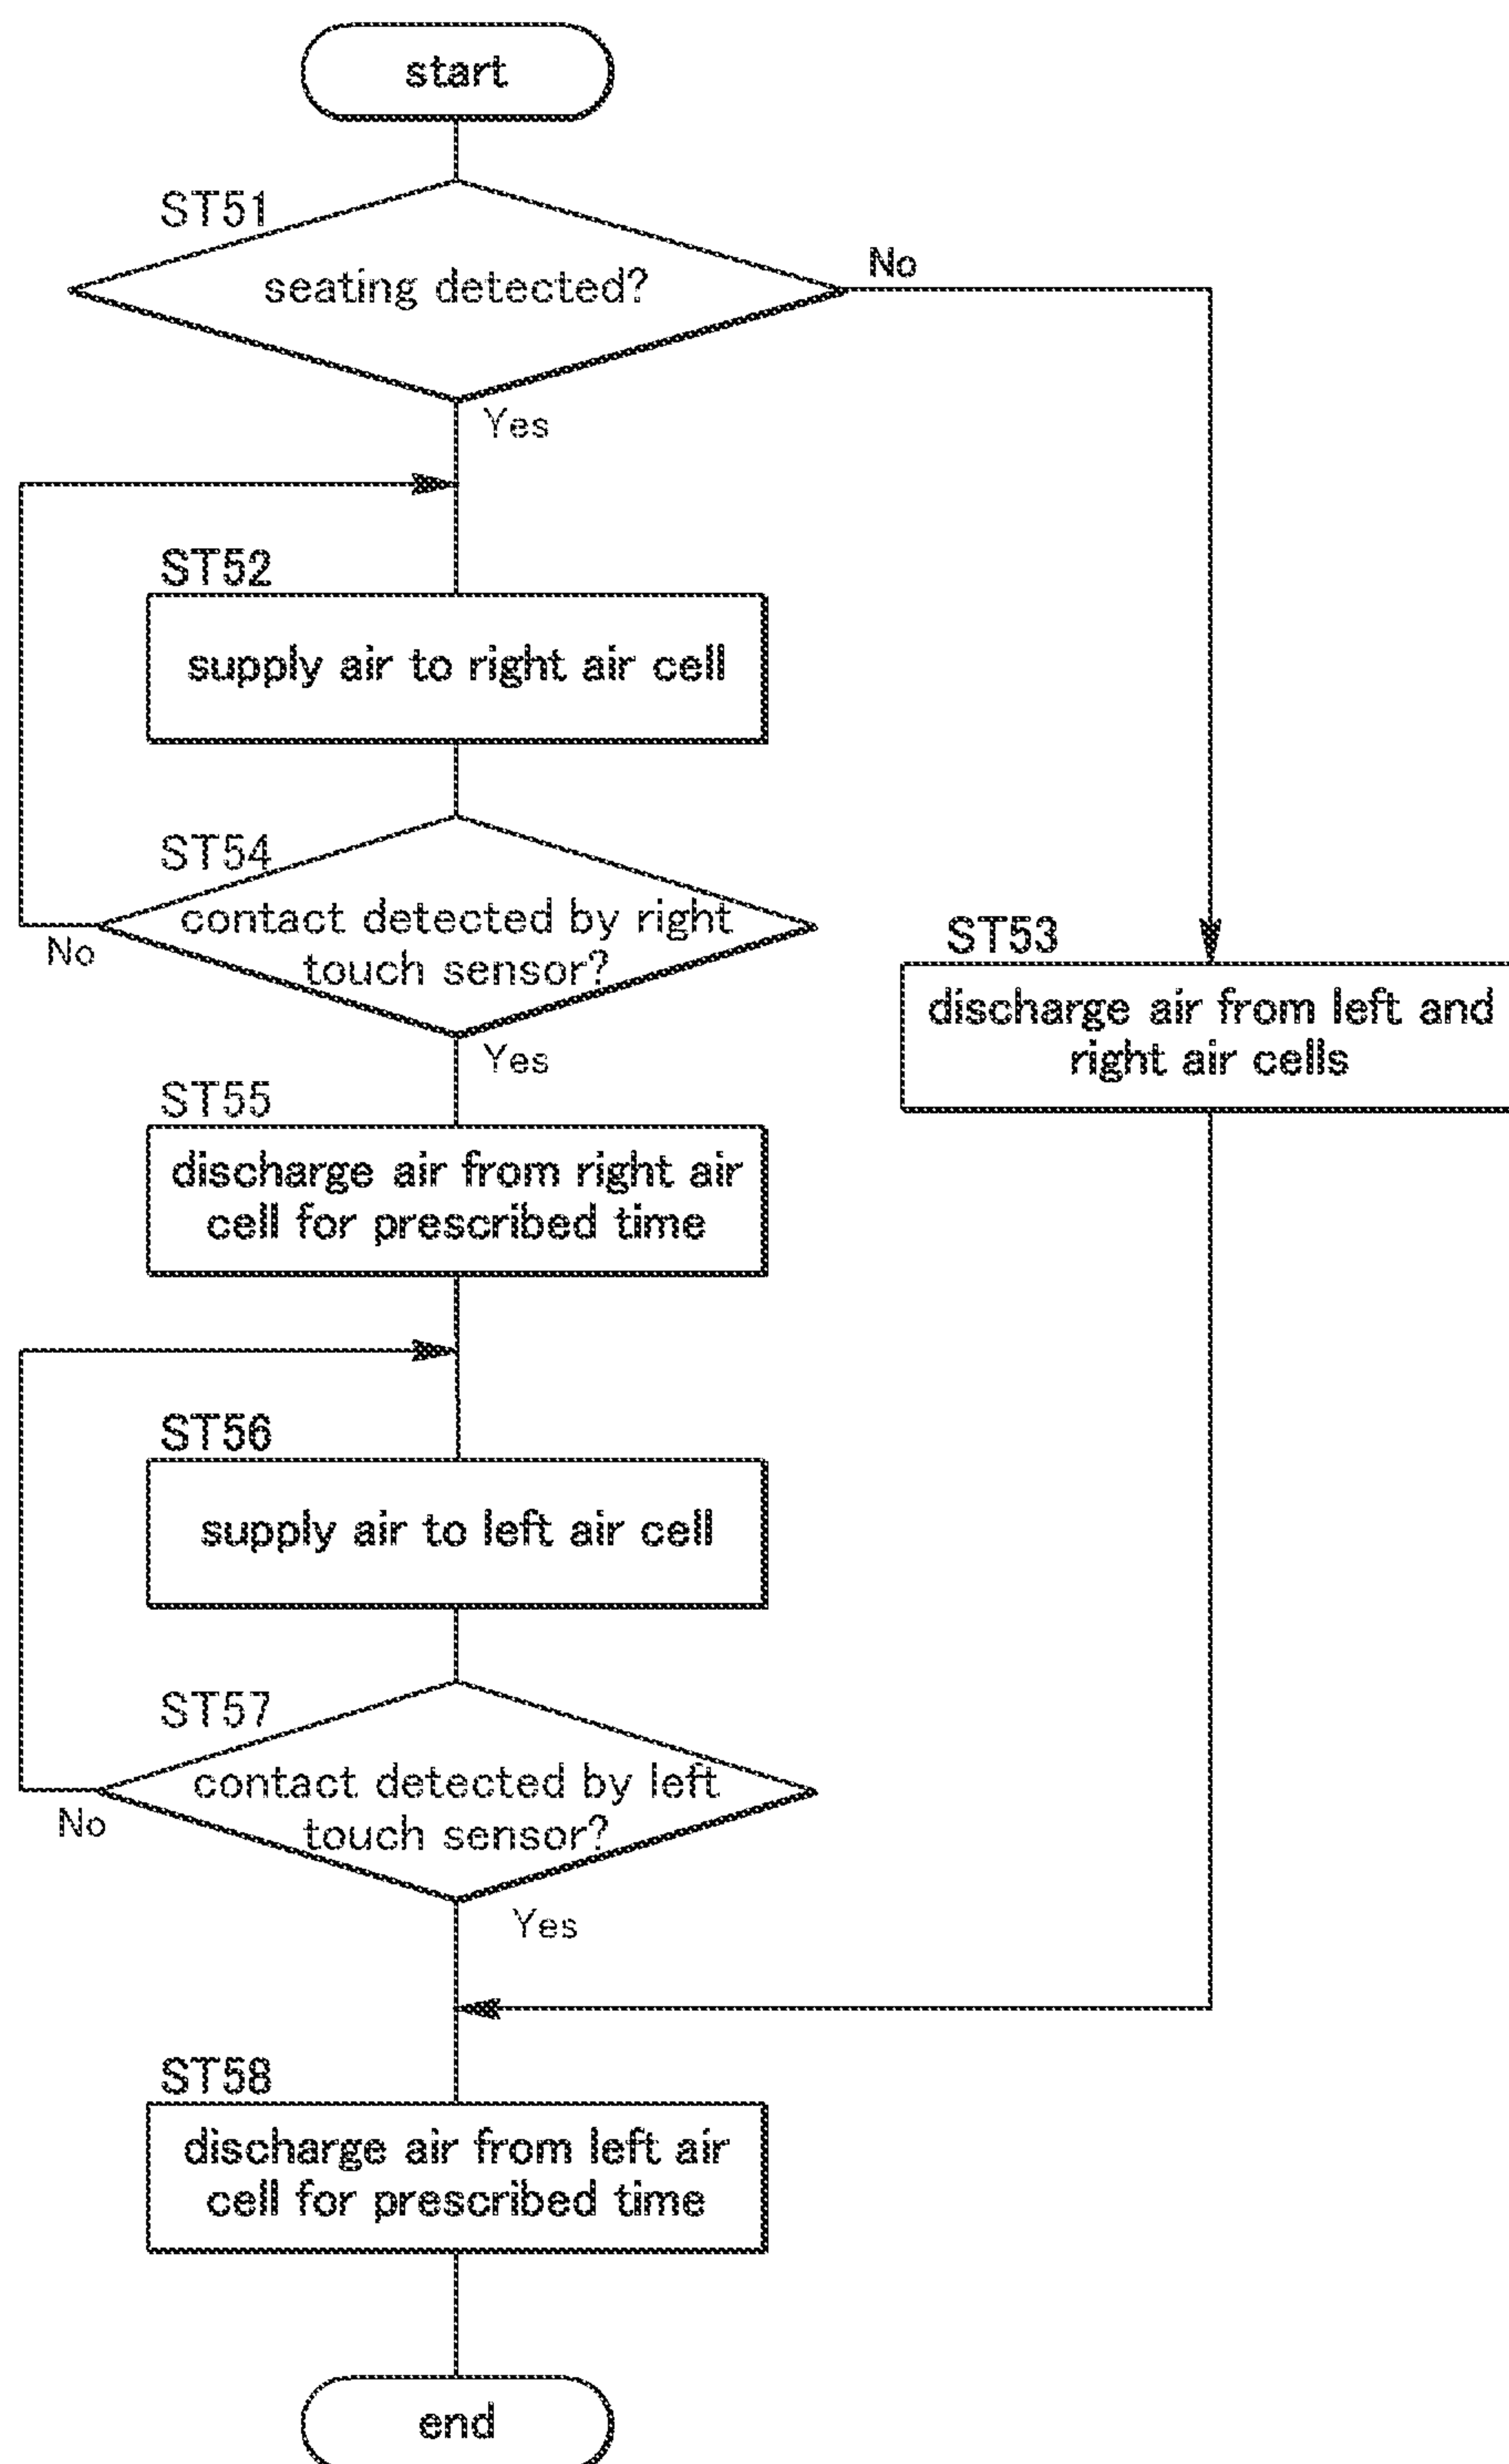 start
ST51
seating detected?
No
Yes
ST52
supply air to right air cell
ST54
contact detected by right
touch sensor?
No
Yes
ST53
discharge air from left and
right air cells
ST55
discharge air from right air
cell for prescribed time
ST56
supply air to left air cell
ST57
contact detected by left
touch sensor?
No
Yes
ST58
discharge air from left air
cell for prescribed time
end